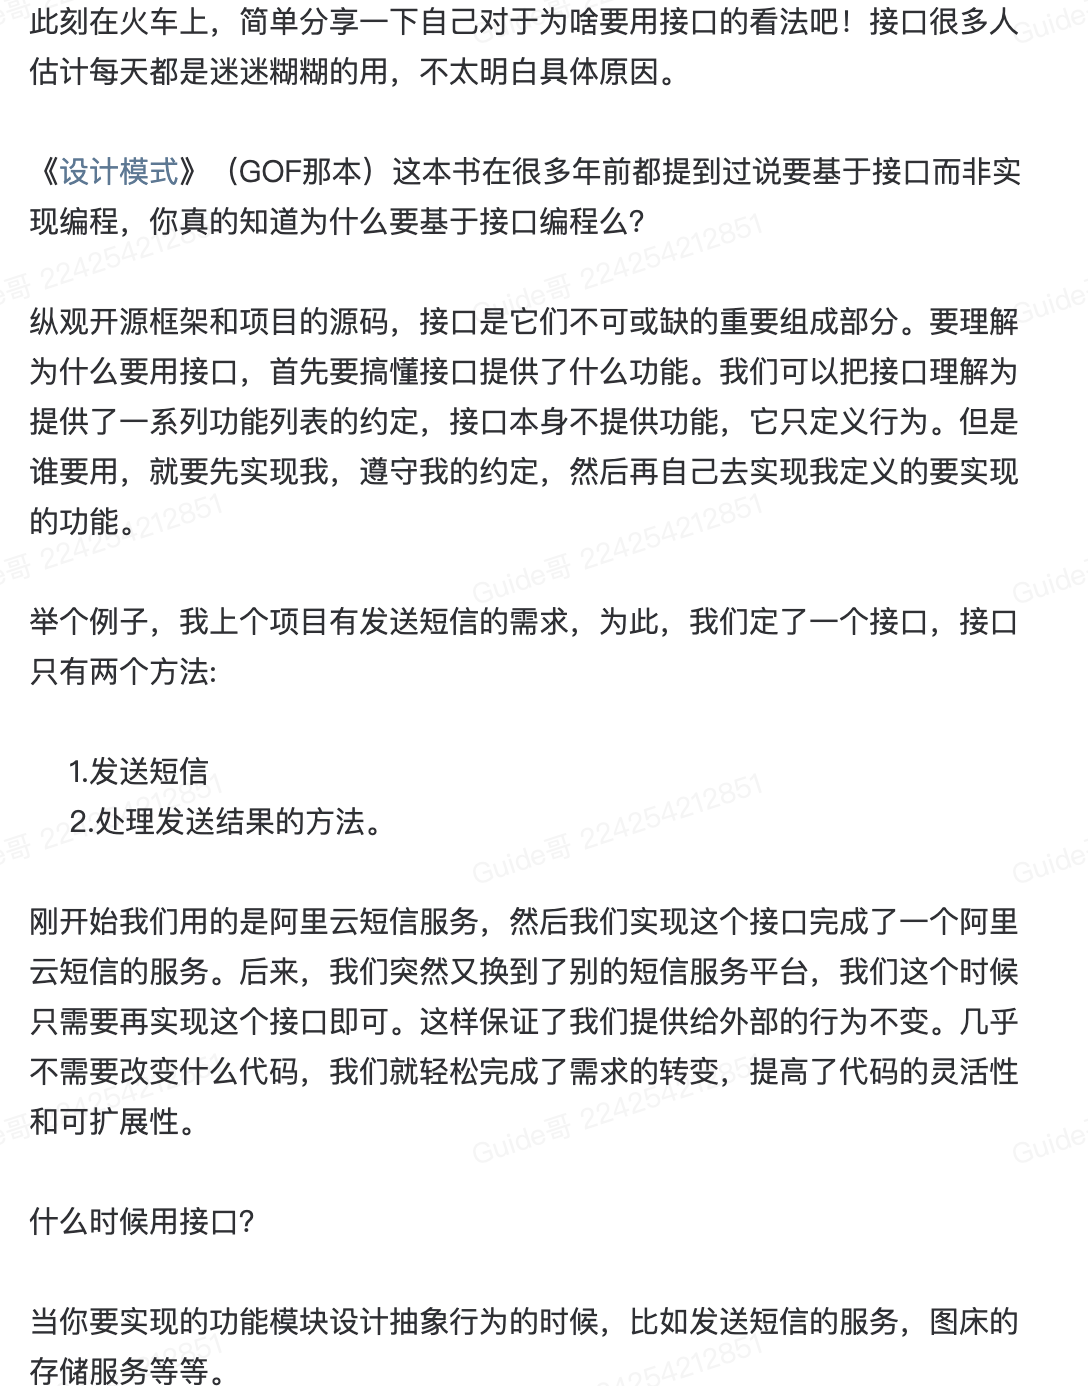 此刻在火车上，简单分享一下自己对于为啥要用接口的看法吧！接口很多人
估计每天都是迷迷糊糊的用，不太明白具体原因。
《设计模式》（GOF那本）这本书在很多年前都提到过说要基于接口而非实
现编程，你真的知道为什么要基于接口编程么?
纵观开源框架和项目的源码，接口是它们不可或缺的重要组成部分。要理解
为什么要用接口，首先要搞懂接口提供了什么功能。我们可以把接口理解为
提供了一系列功能列表的约定，接口本身不提供功能，它只定义行为。但是
谁要用，就要先实现我，遵守我的约定，然后再自己去实现我定义的要实现
的功能。
举个例子，我上个项目有发送短信的需求，为此，我们定了一个接口，接口
只有两个方法:
1.发送短信
2.处理发送结果的方法。
刚开始我们用的是阿里云短信服务，然后我们实现这个接口完成了一个阿里
云短信的服务。后来，我们突然又换到了别的短信服务平台，我们这个时候
只需要再实现这个接口即可。这样保证了我们提供给外部的行为不变。几乎
不需要改变什么代码，我们就轻松完成了需求的转变，提高了代码的灵活性
和可扩展性。
什么时候用接口?
当你要实现的功能模块设计抽象行为的时候，比如发送短信的服务，图床的
存储服务等等。
Guide哥 224254212851